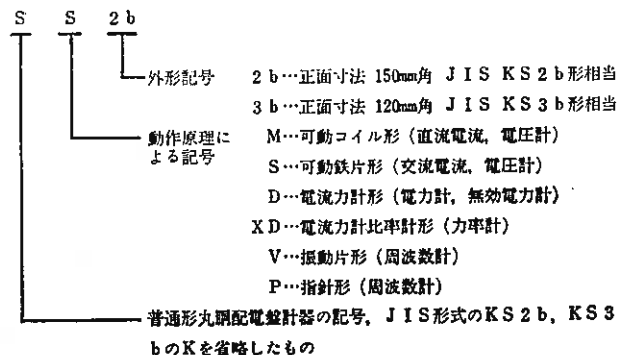 S S 2b
外形記号 2b…正面寸法 150mm角 JIS KS2b形相当
3b…正面寸法 120mm角 JIS KS3b形相当
動作原理に M…可動コイル形(直流電流,電圧計)
よる記号 S…可動鉄片形(交流電流,電圧計)
D…電流力計形(電力計,無効電力計)
XD…電流力計比率計形(力率計)
V…振動片形(周波数計)
P…指針形(周波数計)
普通形丸胴配電盤計器の記号,JIS形式のKS2b,KS3
bのKを省略したもの